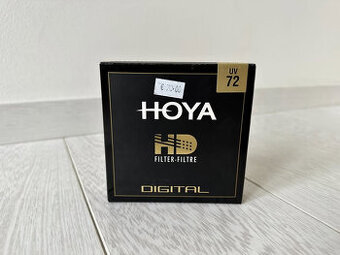 UV
72
HOYA
HD
FILTER-FILTRE
DIGITAL